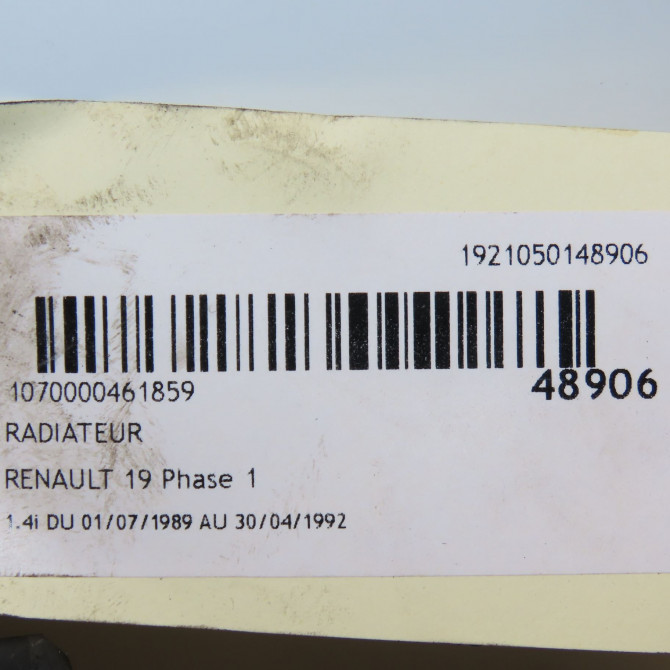 1921050148906
1070000461859
48906
RADIATEUR
RENAULT 19 Phase 1
1.4i DU 01/07/1989 AU 30/04/1992